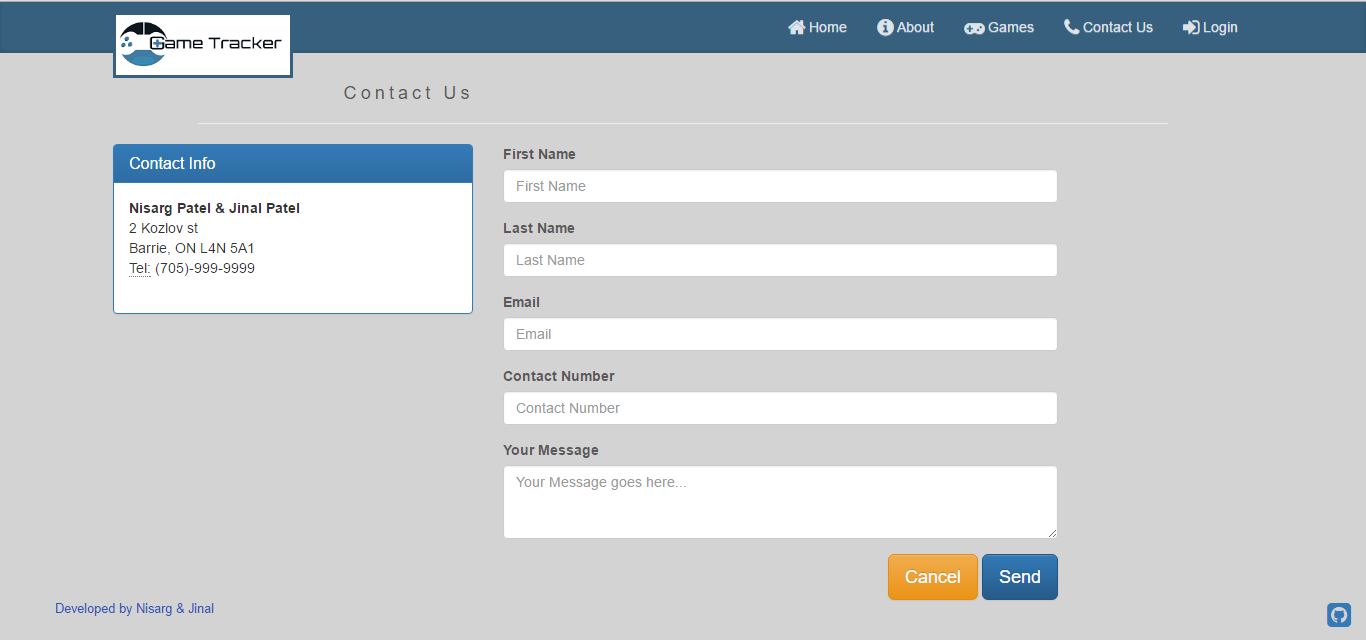 Game Tracker
Home About Games Contact Us Login
Contact Us
Contact Info
Nisarg Patel & Jinal Patel
2 Kozlov st
Barrie, ON L4N 5A1
Tel: (705)-999-9999
First Name
First Name
Last Name
Last Name
Email
Email
Contact Number
Contact Number
Your Message
Your Message goes here...
Cancel Send
Developed by Nisarg & Jinal